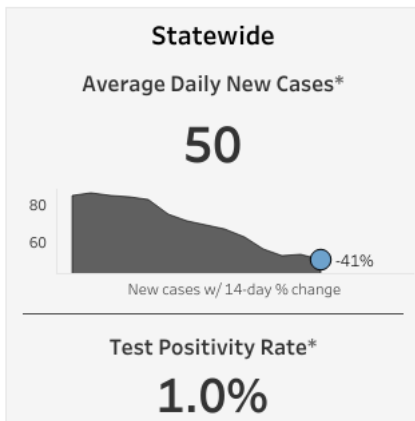 Statewide
Average Daily New Cases*
50
80
60
-41%
New cases w/ 14-day % change
Test Positivity Rate*
1.0%